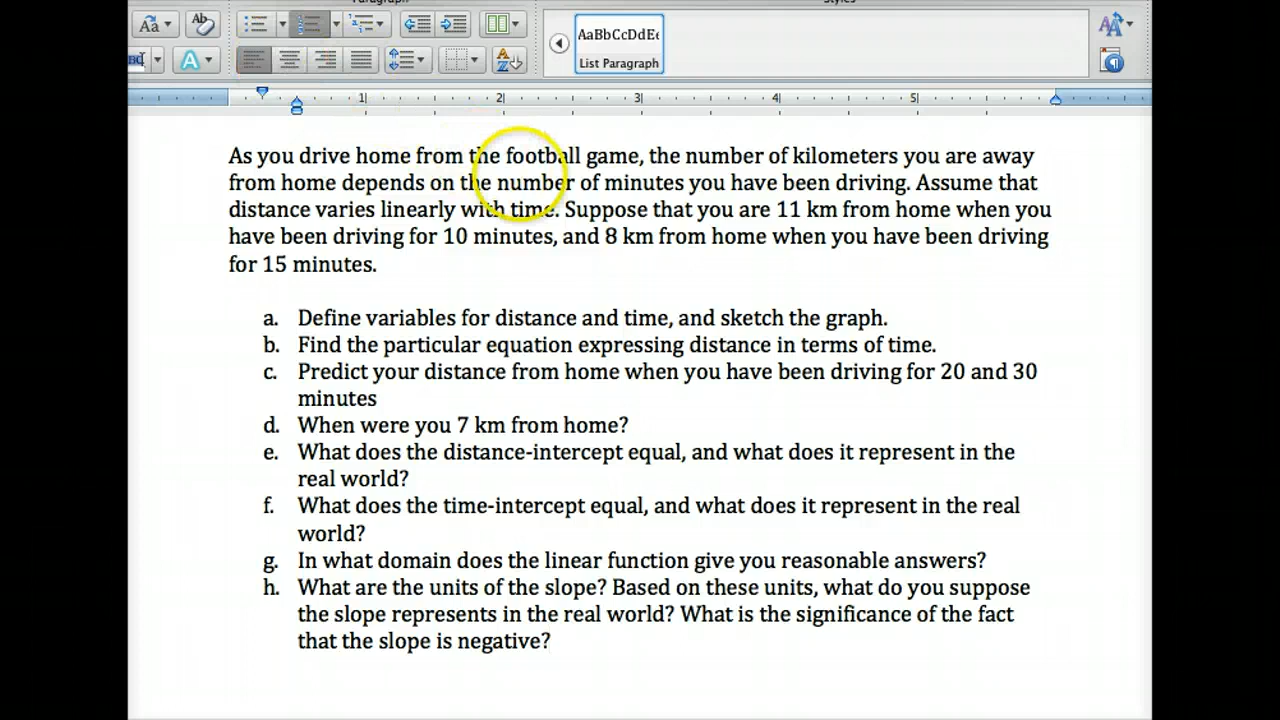 Paragraph
Styles
Aa
Ab
AaBbCcDdEe
A
A
Z
List Paragraph
1 2 3 4 5
As you drive home from the football game, the number of kilometers you are away
from home depends on the number of minutes you have been driving. Assume that
distance varies linearly with time. Suppose that you are 11 km from home when you
have been driving for 10 minutes, and 8 km from home when you have been driving
for 15 minutes.
a. Define variables for distance and time, and sketch the graph.
b. Find the particular equation expressing distance in terms of time.
c. Predict your distance from home when you have been driving for 20 and 30
minutes
d. When were you 7 km from home?
e. What does the distance-intercept equal, and what does it represent in the
real world?
f. What does the time-intercept equal, and what does it represent in the real
world?
g. In what domain does the linear function give you reasonable answers?
h. What are the units of the slope? Based on these units, what do you suppose
the slope represents in the real world? What is the significance of the fact
that the slope is negative?